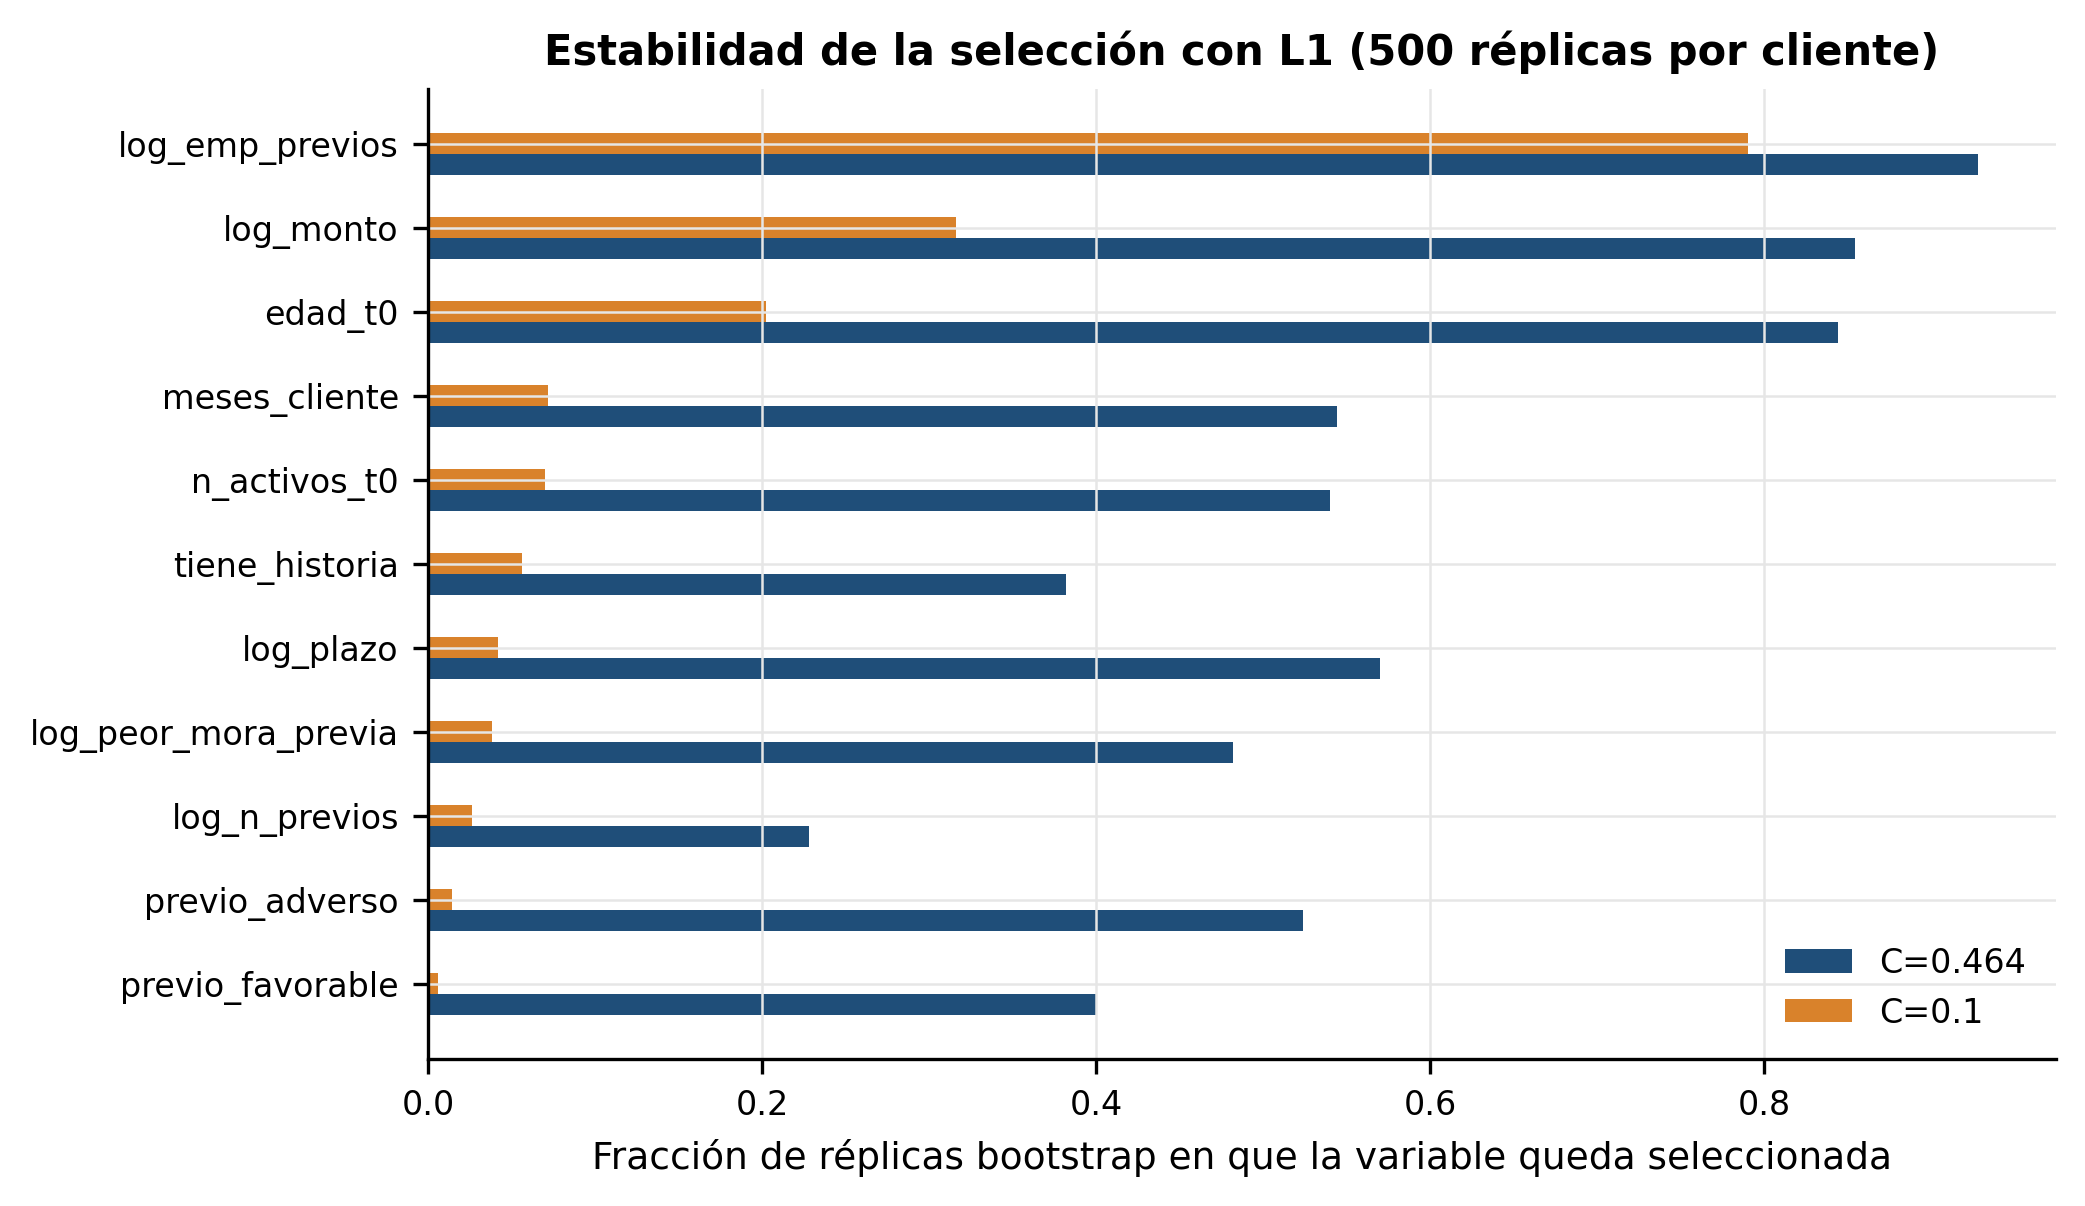 Estabilidad de la selección con L1 (500 réplicas por cliente)
log_emp_previos
log_monto
edad_t0
meses_cliente
n_activos_t0
tiene_historia
log_plazo
log_peor_mora_previa
log_n_previos
previo_adverso
previo_favorable
C=0.464
C=0.1
0.0 0.2 0.4 0.6 0.8
Fracción de réplicas bootstrap en que la variable queda seleccionada